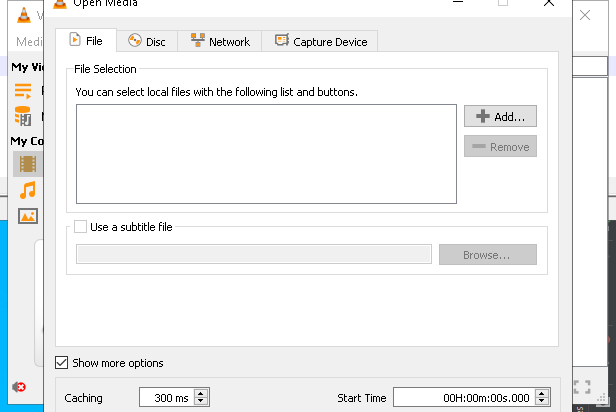 Open Media
V
Medi
File
Disc
Network
Capture Device
My Vi
File Selection
You can select local files with the following list and buttons.
Add...
Remove
My Co
Use a subtitle file
Browse...
Show more options
Caching
300 ms
Start Time
00H:00m:00s.000